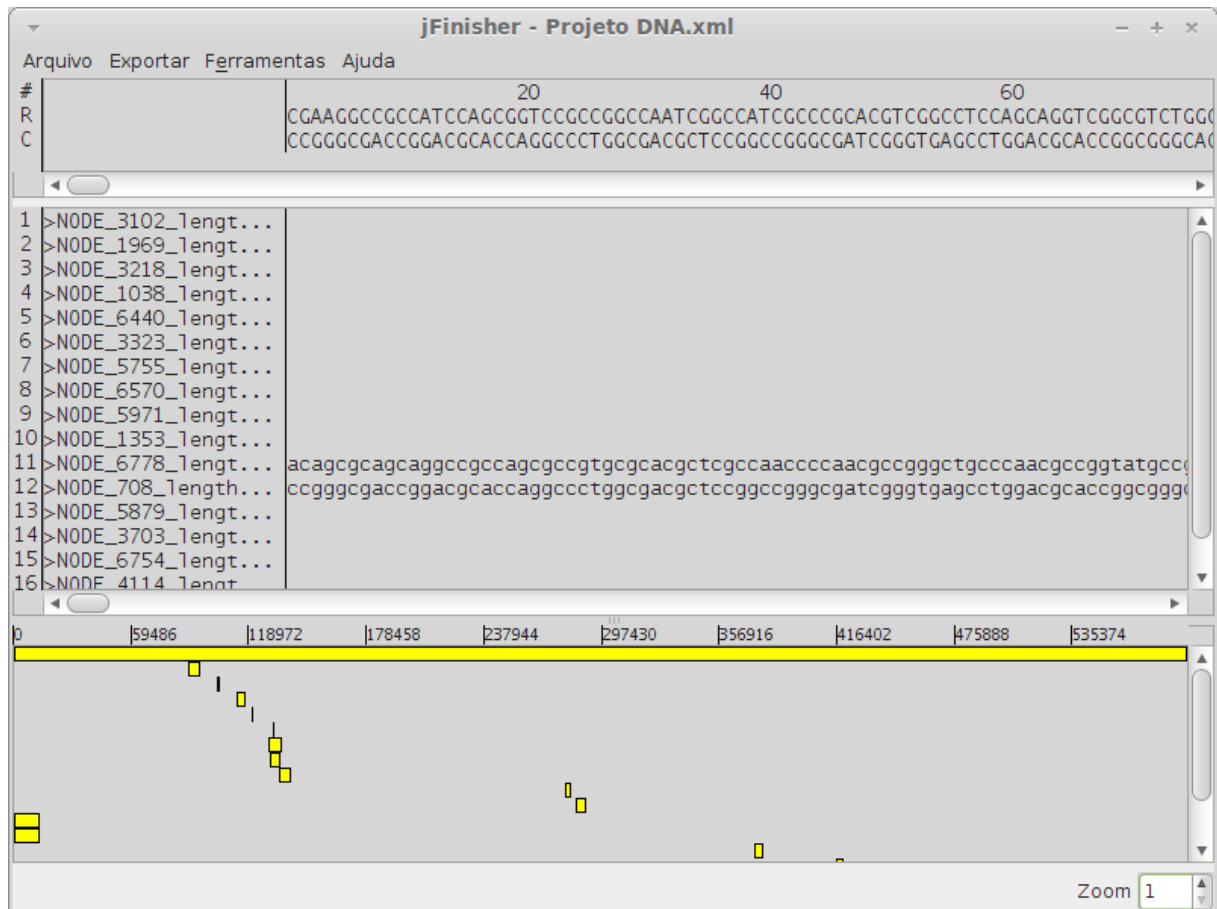 jFinisher - Projeto DNA.xml
Arquivo Exportar Ferramentas Ajuda
# 20 40 60
R CGAAGGCCGCCATCCAGCGGTCCGCCGGCCAATCGGCCATCGCCCGCACGTCGGCCTCCAGCAGGTCGGCGTCTGG
C CCGGGCGACCGGACGCACCAGGCCCTGGCGACGCTCCGGCCGGGCGATCGGGTGAGCCTGGACGCACCGGCGGGCA
1 >NODE_3102_lengt...
2 >NODE_1969_lengt...
3 >NODE_3218_lengt...
4 >NODE_1038_lengt...
5 >NODE_6440_lengt...
6 >NODE_3323_lengt...
7 >NODE_5755_lengt...
8 >NODE_6570_lengt...
9 >NODE_5971_lengt...
10 >NODE_1353_lengt...
11 >NODE_6778_lengt... acagcgcagcaggccgccagcgccgtgcgcacgctcgccaaccccaacgccgggctgcccaacgccggtatgcc
12 >NODE_708_length... ccgggcgaccggacgcaccaggccctggcgacgctccggccgggcgatcgggtgagcctggacgcaccggcggg
13 >NODE_5879_lengt...
14 >NODE_3703_lengt...
15 >NODE_6754_lengt...
16 >NODE_4114_lengt
0 59486 118972 178458 237944 297430 356916 416402 475888 535374
Zoom 1